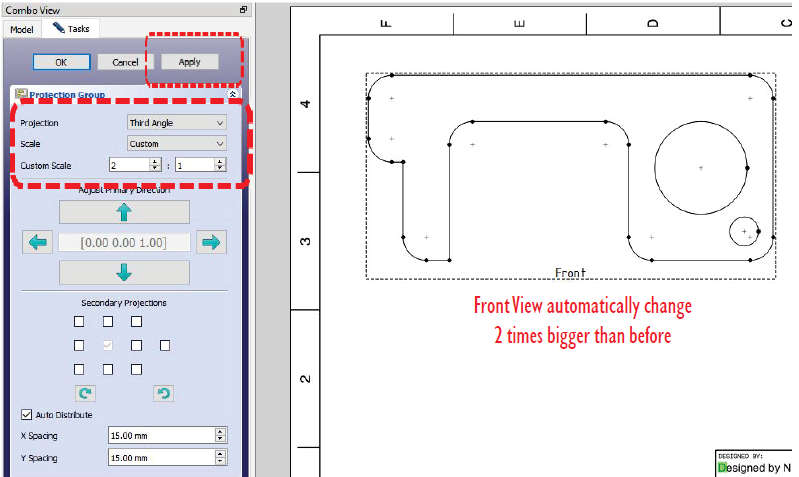 Combo View
Model
Tasks
OK
Cancel
Apply
Projection Group
Projection
Third Angle
Scale
Custom
Custom Scale
2
:
1
Adjust Primary Direction
[0.00 0.00 1.00]
Secondary Projections
Auto Distribute
X Spacing
15.00 mm
Y Spacing
15.00 mm
F
E
D
C
4
3
2
Front
Front View automatically change
2 times bigger than before
DESIGNED BY:
Designed by N